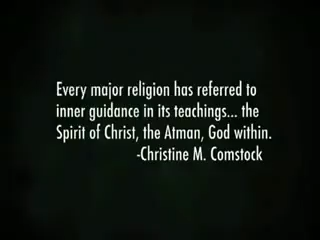 Every major religion has referred to
inner guidance in its teachings... the
Spirit of Christ, the Atman, God within.
-Christine M. Comstock